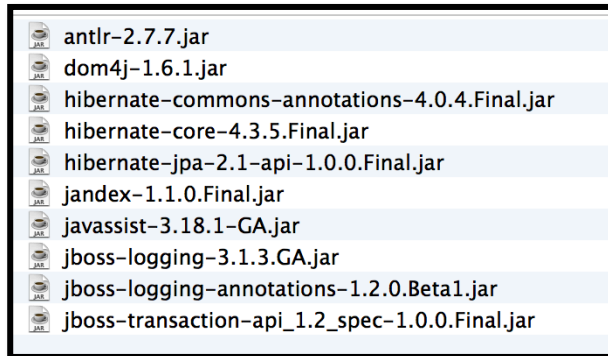 antlr-2.7.7.jar
dom4j-1.6.1.jar
hibernate-commons-annotations-4.0.4.Final.jar
hibernate-core-4.3.5.Final.jar
hibernate-jpa-2.1-api-1.0.0.Final.jar
jandex-1.1.0.Final.jar
javassist-3.18.1-GA.jar
jboss-logging-3.1.3.GA.jar
jboss-logging-annotations-1.2.0.Beta1.jar
jboss-transaction-api_1.2_spec-1.0.0.Final.jar